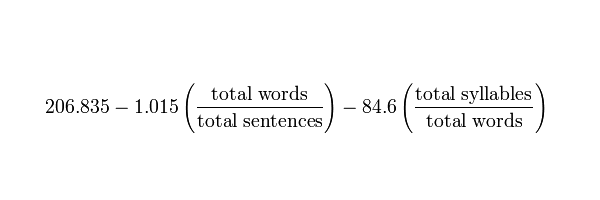 206.835 − 1.015 (total words / total sentences) − 84.6 (total syllables / total words)